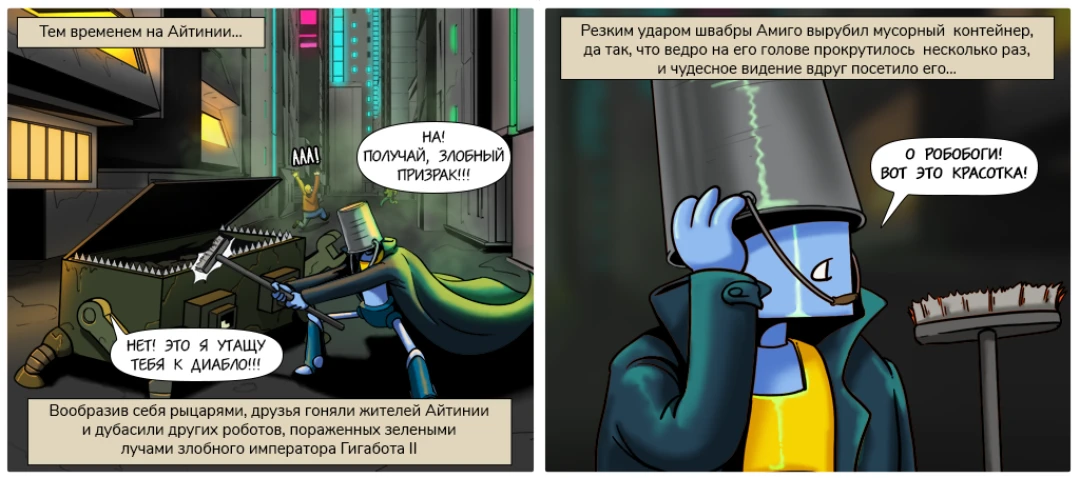 Тем временем на Айтинии...
ААА!
НА!
ПОЛУЧАЙ, ЗЛОБНЫЙ
ПРИЗРАК!!!
НЕТ! ЭТО Я УТАЩУ
ТЕБЯ К ДИАБЛО!!!
Вообразив себя рыцарями, друзья гоняли жителей Айтинии
и дубасили других роботов, пораженных зелеными
лучами злобного императора Гигабота II
Резким ударом швабры Амиго вырубил мусорный контейнер,
да так, что ведро на его голове прокрутилось несколько раз,
и чудесное видение вдруг посетило его...
О РОБОБОГИ!
ВОТ ЭТО КРАСОТКА!